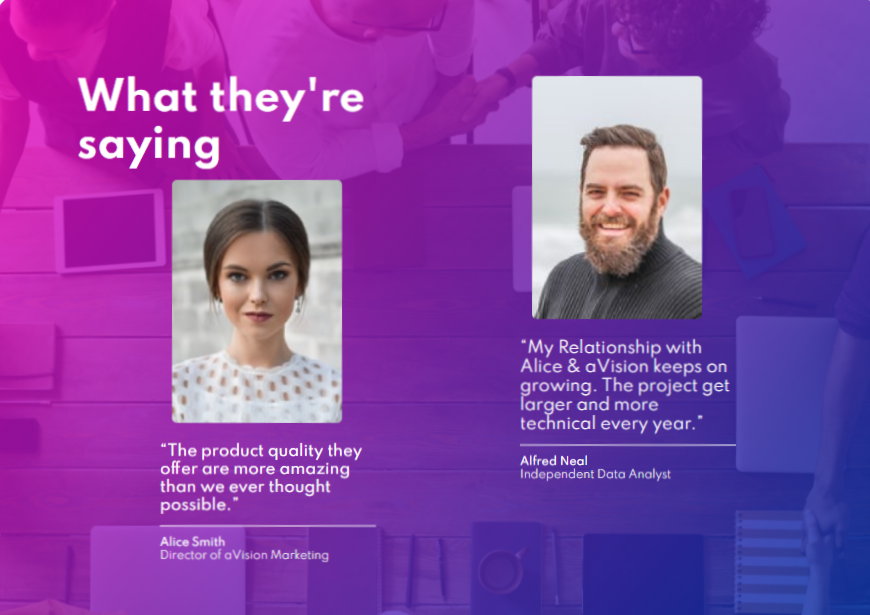 What they're
saying
“The product quality they
offer are more amazing
than we ever thought
possible.”
Alice Smith
Director of aVision Marketing
“My Relationship with
Alice & aVision keeps on
growing. The project get
larger and more
technical every year.”
Alfred Neal
Independent Data Analyst